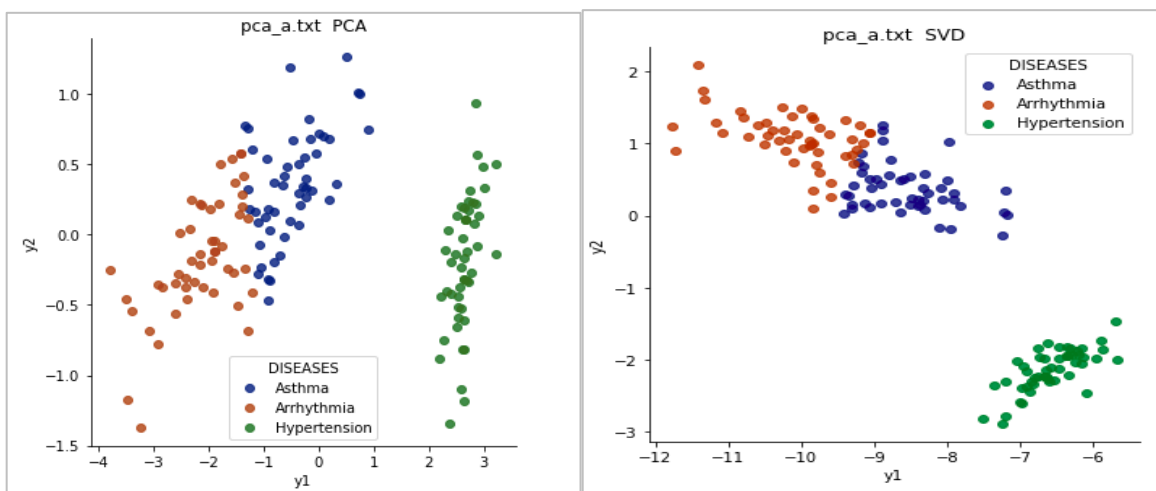 pca_a.txt PCA
1.0
0.5
0.0
−0.5
−1.0
−1.5
y2
−4 −3 −2 −1 0 1 2 3
y1
DISEASES
Asthma
Arrhythmia
Hypertension
pca_a.txt SVD
2
1
0
−1
−2
−3
y2
−12 −11 −10 −9 −8 −7 −6
y1
DISEASES
Asthma
Arrhythmia
Hypertension